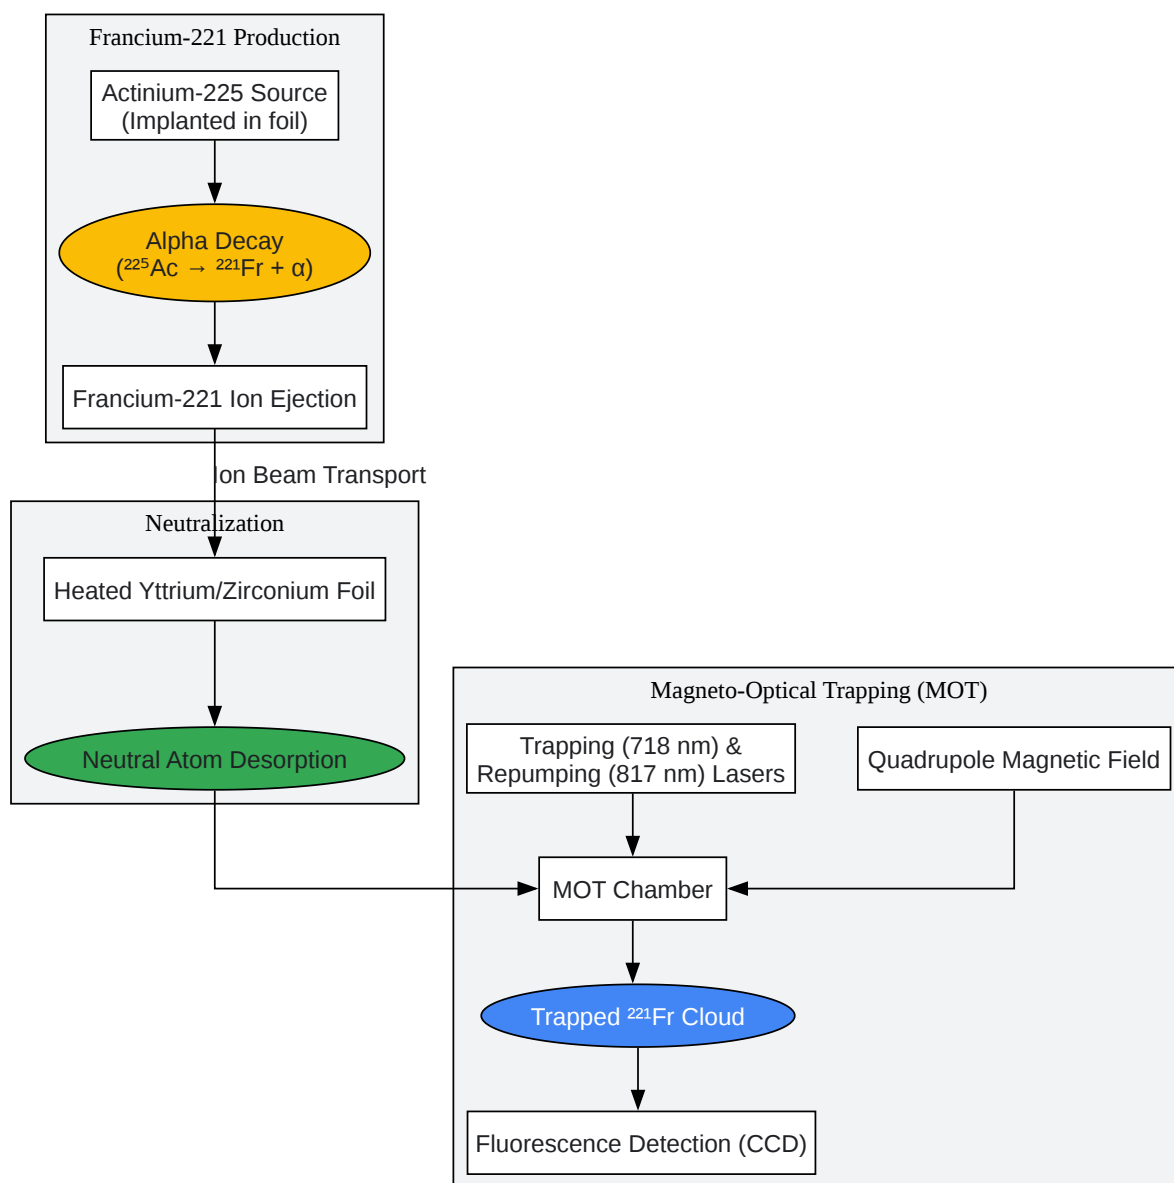 Francium-221 Production
Actinium-225 Source
(Implanted in foil)
Alpha Decay
(²²⁵Ac → ²²¹Fr + α)
Francium-221 Ion Ejection
Ion Beam Transport
Neutralization
Heated Yttrium/Zirconium Foil
Neutral Atom Desorption
Magneto-Optical Trapping (MOT)
Trapping (718 nm) &
Repumping (817 nm) Lasers
Quadrupole Magnetic Field
MOT Chamber
Trapped ²²¹Fr Cloud
Fluorescence Detection (CCD)